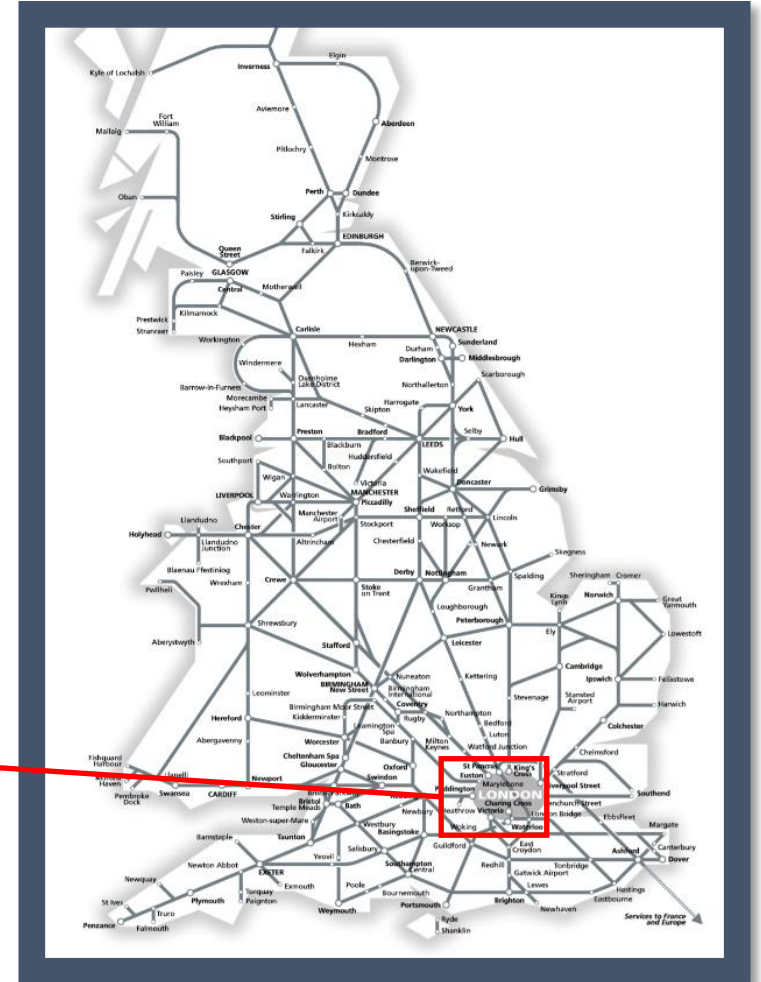 Elgin
Inverness
Kyle of Lochalsh
Aviemore
Fort
William
Aberdeen
Mallaig
Pitlochry
Montrose
Perth
Dundee
Oban
Stirling
Kirkcaldy
EDINBURGH
Queen
Street
Falkirk
Berwick-
upon-Tweed
Paisley
GLASGOW
Central
Motherwell
Prestwick
Kilmarnock
Stranraer
Carlisle
NEWCASTLE
Workington
Hexham
Sunderland
Durham
Darlington
Middlesbrough
Windermere
Scarborough
Oxenholme
Lake District
Barrow-in-Furness
Northallerton
Morecambe
Heysham Port
Lancaster
Harrogate
York
Skipton
Blackpool
Preston
Bradford
LEEDS
Selby
Hull
Blackburn
Huddersfield
Southport
Bolton
Wakefield
Wigan
Victoria
Doncaster
LIVERPOOL
Warrington
MANCHESTER
Piccadilly
Grimsby
Manchester
Airport
Sheffield
Retford
Llandudno
Stockport
Worksop
Lincoln
Holyhead
Chester
Llandudno
Junction
Altrincham
Chesterfield
Newark
Skegness
Blaenau Ffestiniog
Wrexham
Crewe
Stoke
on Trent
Derby
Nottingham
Grantham
Spalding
Sheringham
Cromer
Pwllheli
Kings
Lynn
Norwich
Great
Yarmouth
Loughborough
Shrewsbury
Peterborough
Ely
Lowestoft
Aberystwyth
Stafford
Leicester
Wolverhampton
BIRMINGHAM
New Street
Nuneaton
Kettering
Cambridge
Birmingham
International
Ipswich
Felixstowe
Leominster
Birmingham Moor Street
Coventry
Stevenage
Stansted
Airport
Harwich
Hereford
Kidderminster
Rugby
Northampton
Leamington
Spa
Bedford
Colchester
Abergavenny
Worcester
Banbury
Milton
Keynes
Luton
Cheltenham Spa
Watford Junction
Chelmsford
Fishguard
Harbour
Gloucester
Oxford
St Pancras
King's
Cross
Euston
Stratford
Haven
Llanelli
Newport
Swindon
Paddington
Marylebone
Liverpool Street
Pembroke
Dock
Swansea
CARDIFF
LONDON
Southend
Bristol
Temple Meads
Bath
Newbury
Heathrow
Victoria
Charing Cross
Fenchurch Street
London Bridge
Ebbsfleet
Weston-super-Mare
Westbury
Basingstoke
Woking
Waterloo
Margate
Barnstaple
Taunton
Salisbury
Guildford
East
Croydon
Canterbury
Newton Abbot
Yeovil
Redhill
Tonbridge
Ashford
Dover
EXETER
Southampton
Central
Gatwick Airport
Newquay
Exmouth
Poole
Lewes
Hastings
Torquay
Paignton
Bournemouth
Eastbourne
St Ives
Plymouth
Weymouth
Portsmouth
Brighton
Newhaven
Truro
Ryde
Services to France
and Europe
Penzance
Falmouth
Shanklin